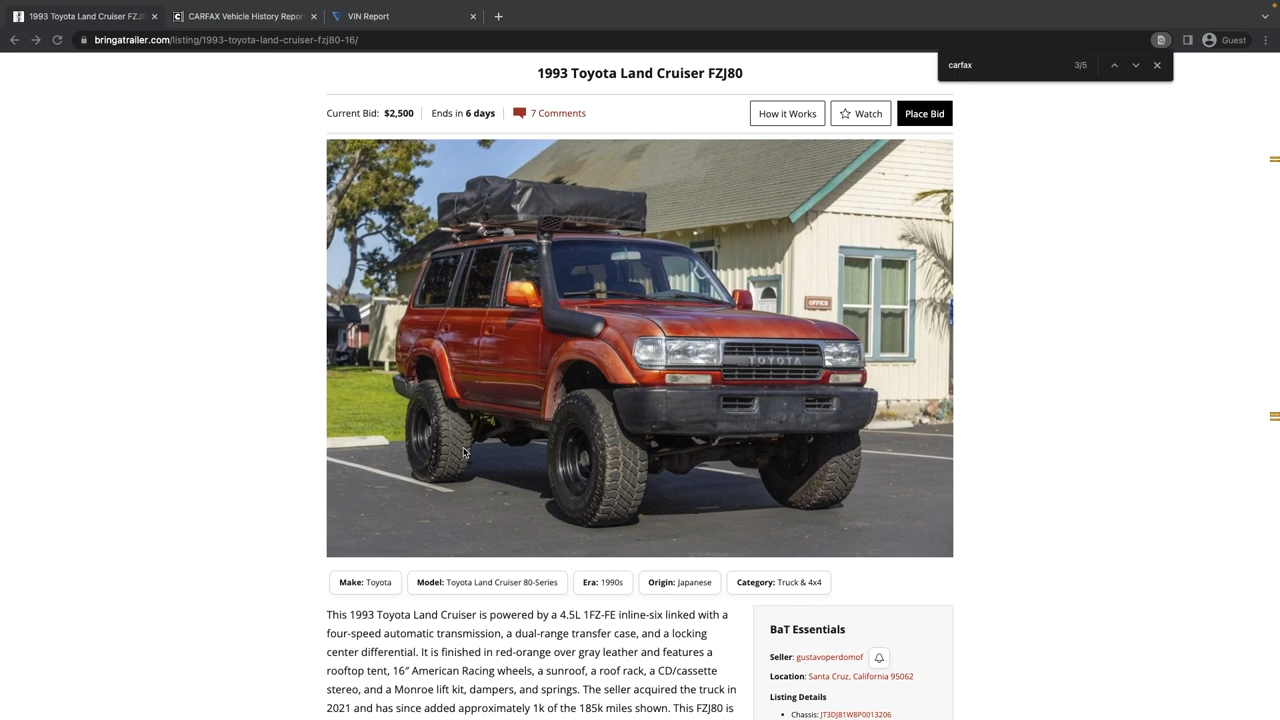 1993 Toyota Land Cruiser FZJ
CARFAX Vehicle History Repor
VIN Report
bringatrailer.com/listing/1993-toyota-land-cruiser-fzj80-16/
Guest
carfax
3/5
1993 Toyota Land Cruiser FZJ80
Current Bid: $2,500
Ends in 6 days
7 Comments
How it Works
Watch
Place Bid
OFFICE
TOYOTA
Make: Toyota
Model: Toyota Land Cruiser 80-Series
Era: 1990s
Origin: Japanese
Category: Truck & 4x4
This 1993 Toyota Land Cruiser is powered by a 4.5L 1FZ-FE inline-six linked with a
four-speed automatic transmission, a dual-range transfer case, and a locking
center differential. It is finished in red-orange over gray leather and features a
rooftop tent, 16″ American Racing wheels, a sunroof, a roof rack, a CD/cassette
stereo, and a Monroe lift kit, dampers, and springs. The seller acquired the truck in
2021 and has since added approximately 1k of the 185k miles shown. This FZJ80 is
BaT Essentials
Seller: gustavoperdomof
Location: Santa Cruz, California 95062
Listing Details
Chassis: JT3DJ81W8P0013206